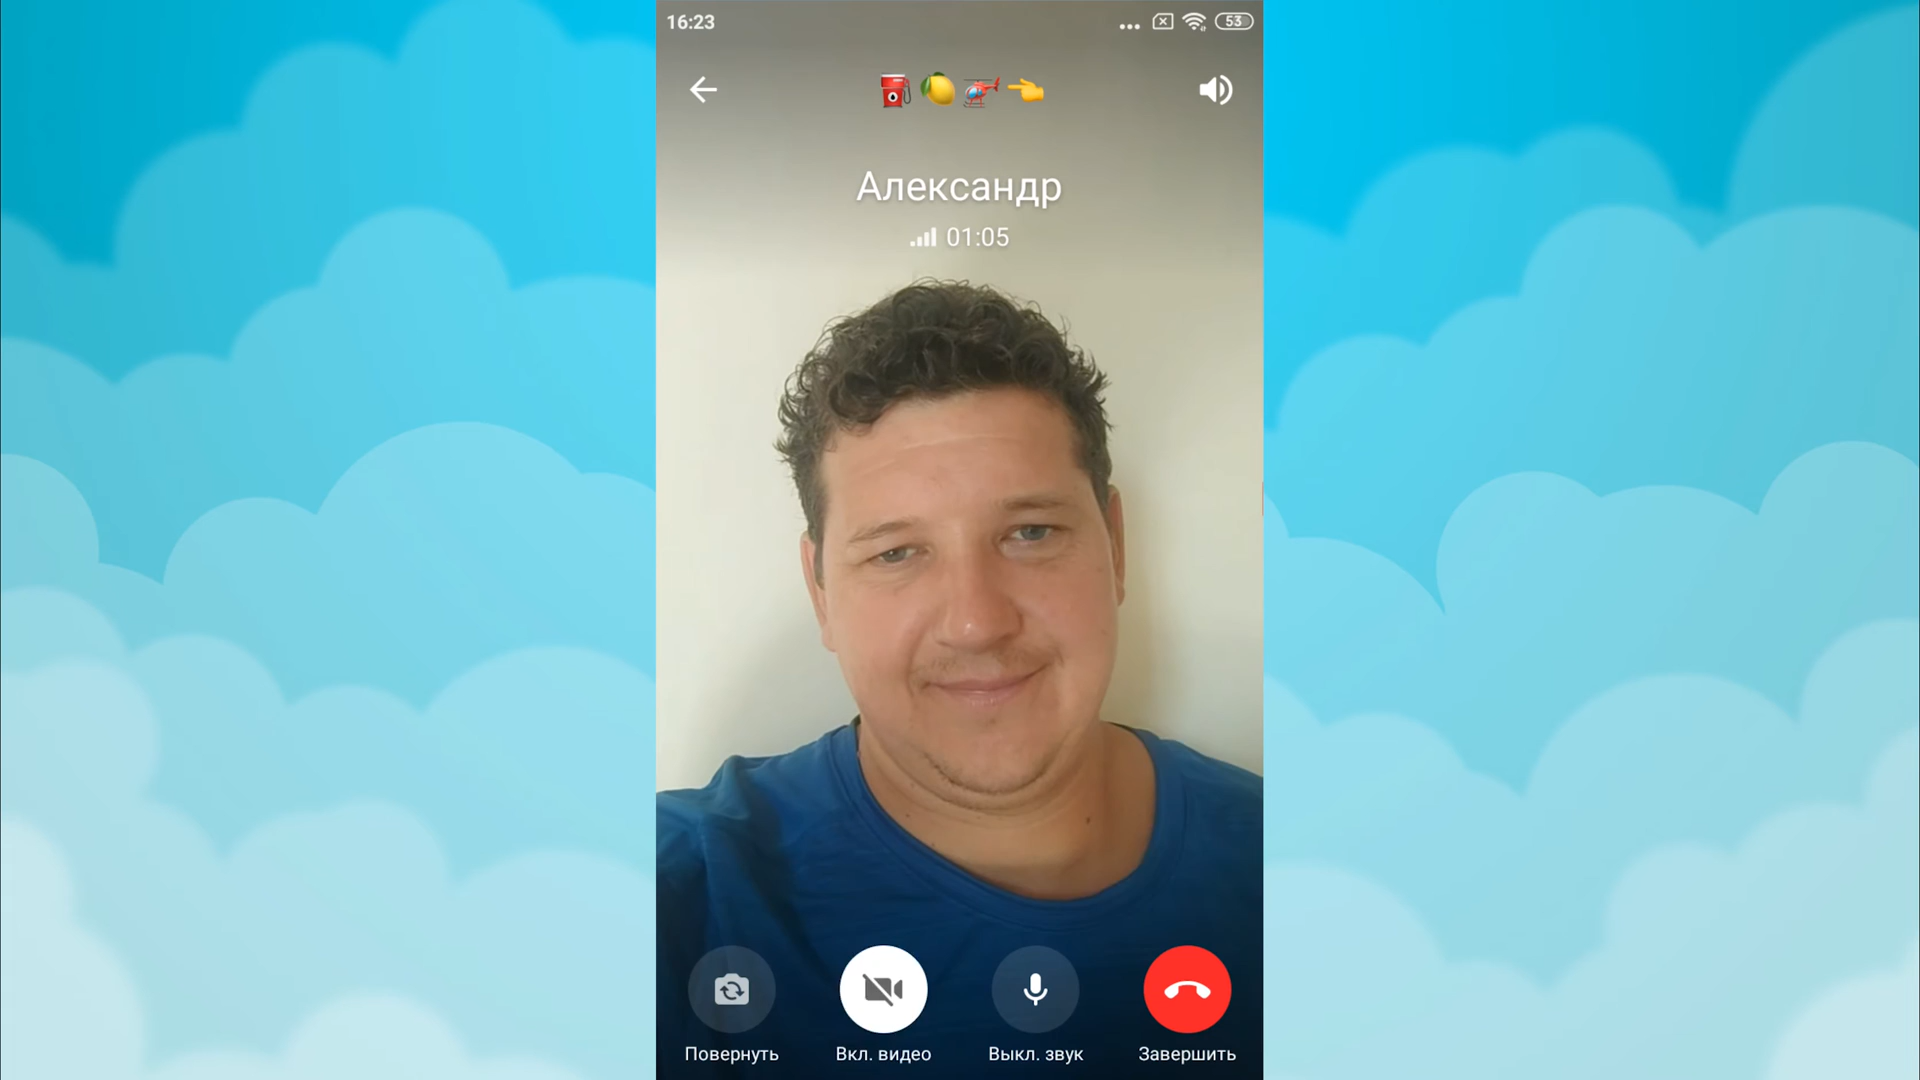 16:23
53
Александр
01:05
Повернуть
Вкл. видео
Выкл. звук
Завершить